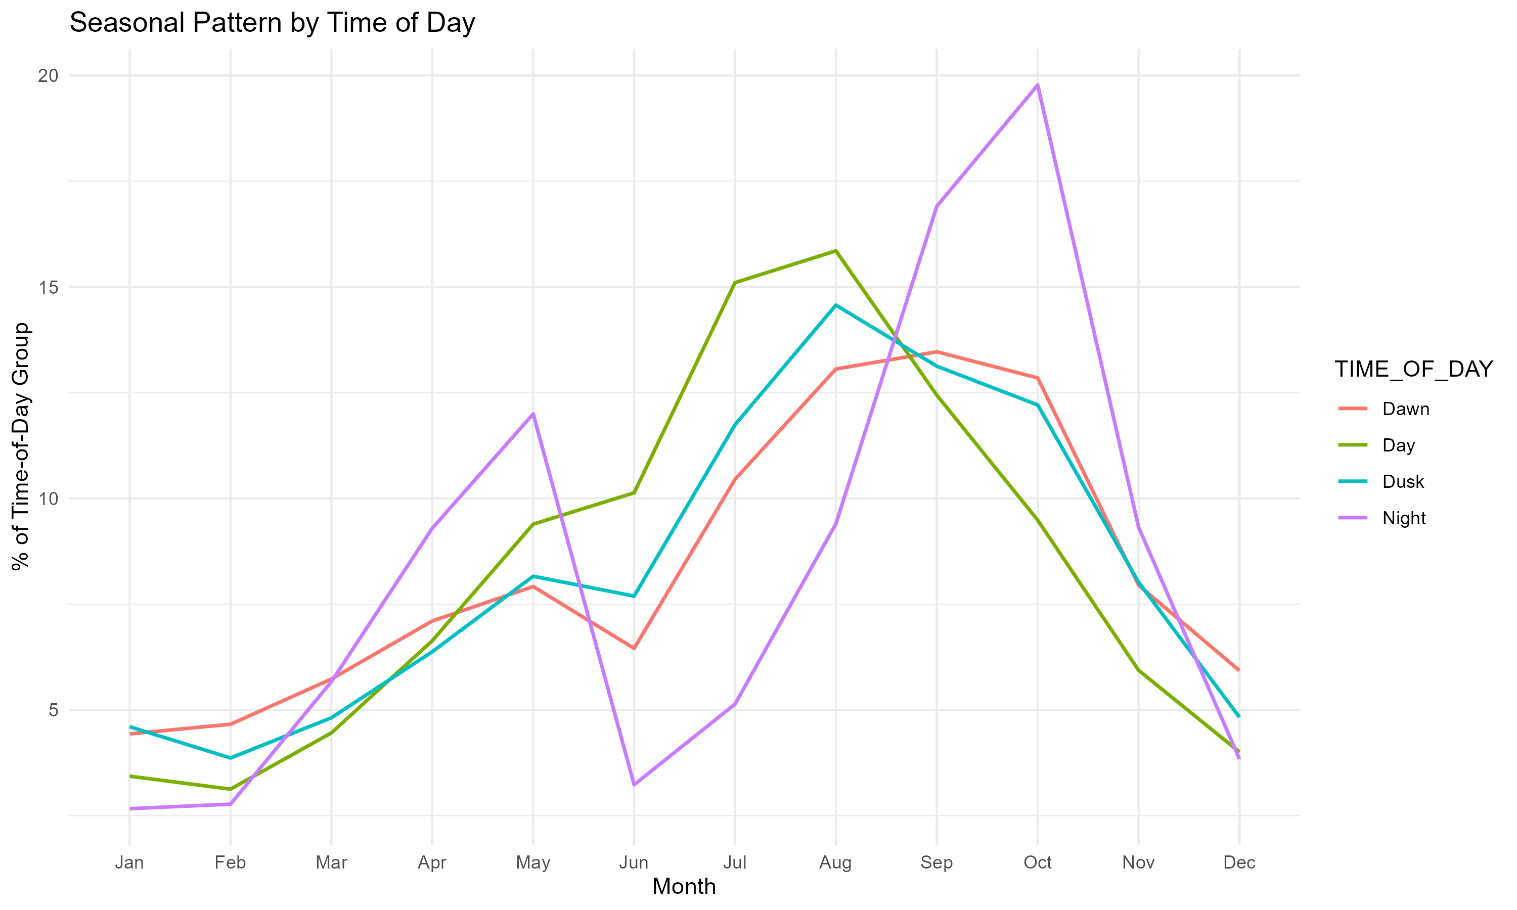 Seasonal Pattern by Time of Day
20
15
10
5
% of Time-of-Day Group
Jan Feb Mar Apr May Jun Jul Aug Sep Oct Nov Dec
Month
TIME_OF_DAY
Dawn
Day
Dusk
Night